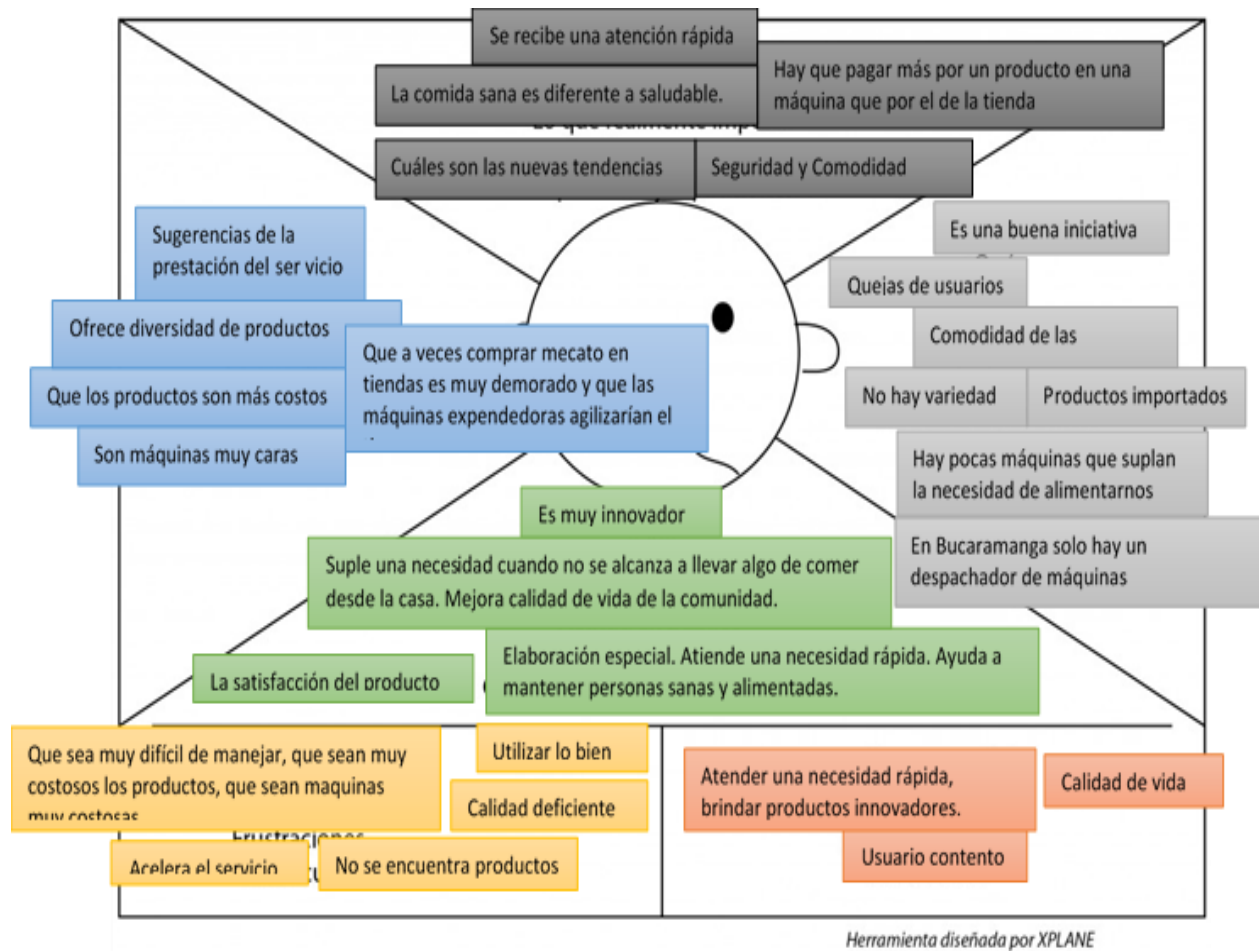 Se recibe una atención rápida
La comida sana es diferente a saludable.
Hay que pagar más por un producto en una
máquina que por el de la tienda
Lo que realmente
Cuáles son las nuevas tendencias
Seguridad y Comodidad
Sugerencias de la
prestación del ser vicio
Ofrece diversidad de productos
Que los productos son más costos
Son máquinas muy caras
Que a veces comprar mecato en
tiendas es muy demorado y que las
máquinas expendedoras agilizarían el
Es una buena iniciativa
Quejas de usuarios
Comodidad de las
No hay variedad
Productos importados
Hay pocas máquinas que suplan
la necesidad de alimentarnos
En Bucaramanga solo hay un
despachador de máquinas
Es muy innovador
Suple una necesidad cuando no se alcanza a llevar algo de comer
desde la casa. Mejora calidad de vida de la comunidad.
Elaboración especial. Atiende una necesidad rápida. Ayuda a
mantener personas sanas y alimentadas.
La satisfacción del producto
Que sea muy difícil de manejar, que sean muy
costosos los productos, que sean maquinas
muy costosas
Utilizar lo bien
Calidad deficiente
Frustraciones
Acelera el servicio
No se encuentra productos
Atender una necesidad rápida,
brindar productos innovadores.
Calidad de vida
Usuario contento
Herramienta diseñada por XPLANE